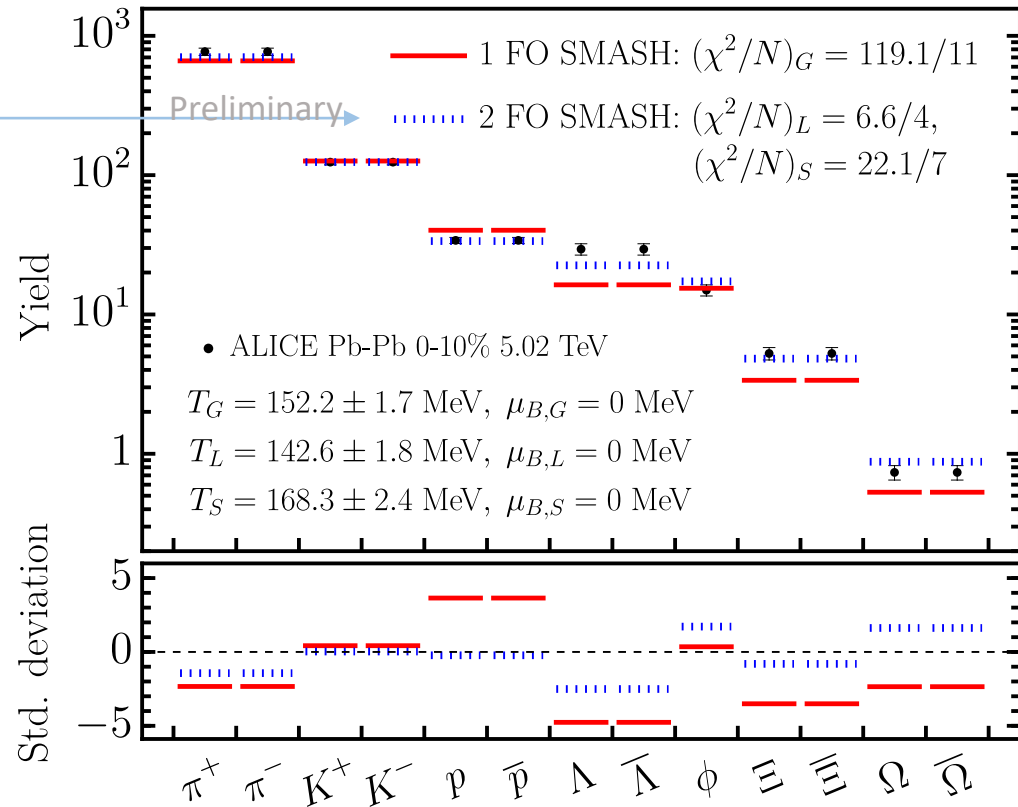 10³
1 FO SMASH: (χ²/N)_G = 119.1/11
Preliminary
2 FO SMASH: (χ²/N)_L = 6.6/4,
(χ²/N)_S = 22.1/7
10²
Yield
10¹
ALICE Pb-Pb 0-10% 5.02 TeV
T_G = 152.2 ± 1.7 MeV, μ_{B,G} = 0 MeV
T_L = 142.6 ± 1.8 MeV, μ_{B,L} = 0 MeV
1
T_S = 168.3 ± 2.4 MeV, μ_{B,S} = 0 MeV
Std. deviation
5
0
−5
π⁺ π⁻ K⁺ K⁻ p p̅ Λ Λ̅ ϕ Ξ Ξ̅ Ω Ω̅